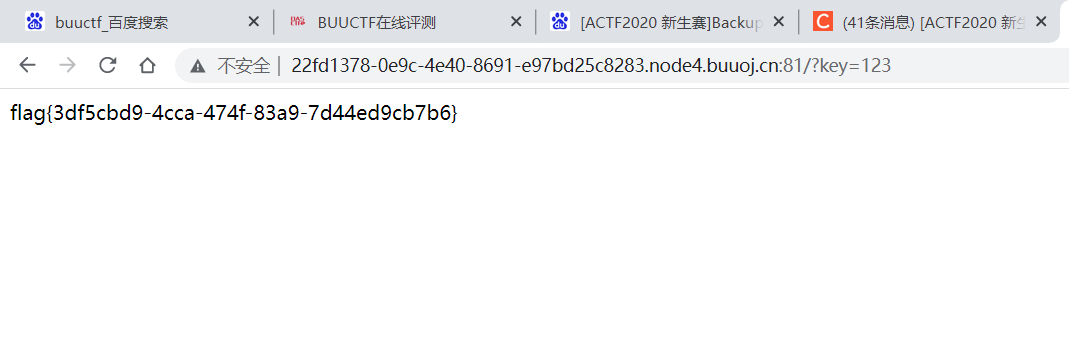 buuctf_百度搜索
BUUCTF在线评测
[ACTF2020 新生赛]Backup
(41条消息) [ACTF2020 新生
不安全 | 22fd1378-0e9c-4e40-8691-e97bd25c8283.node4.buuoj.cn:81/?key=123
flag{3df5cbd9-4cca-474f-83a9-7d44ed9cb7b6}